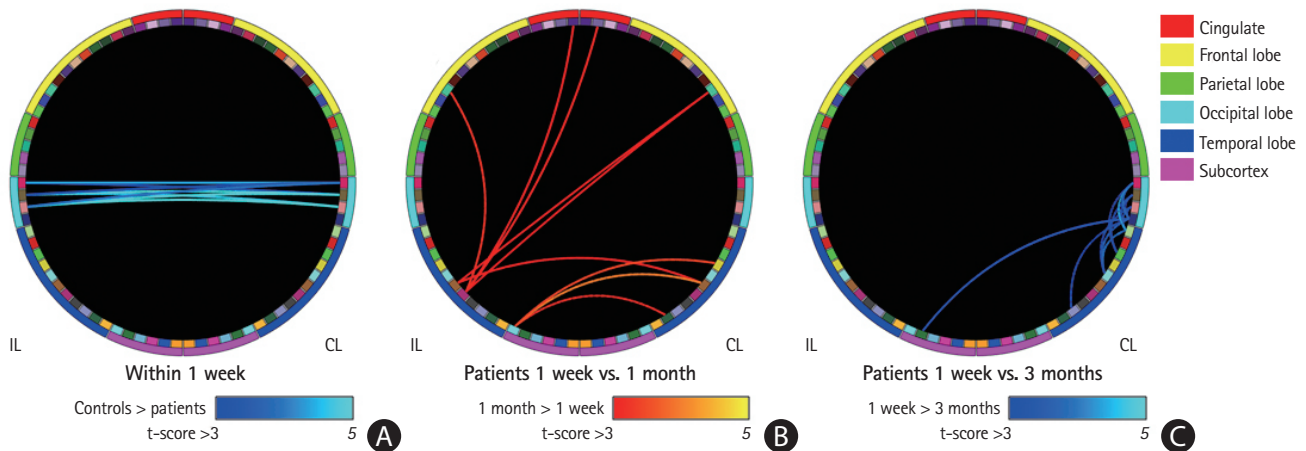 Cingulate
Frontal lobe
Parietal lobe
Occipital lobe
Temporal lobe
Subcortex
IL CL IL CL IL CL
Within 1 week Patients 1 week vs. 1 month Patients 1 week vs. 3 months
Controls > patients 1 month > 1 week 1 week > 3 months
t-score >3 5 A t-score >3 5 B t-score >3 5 C